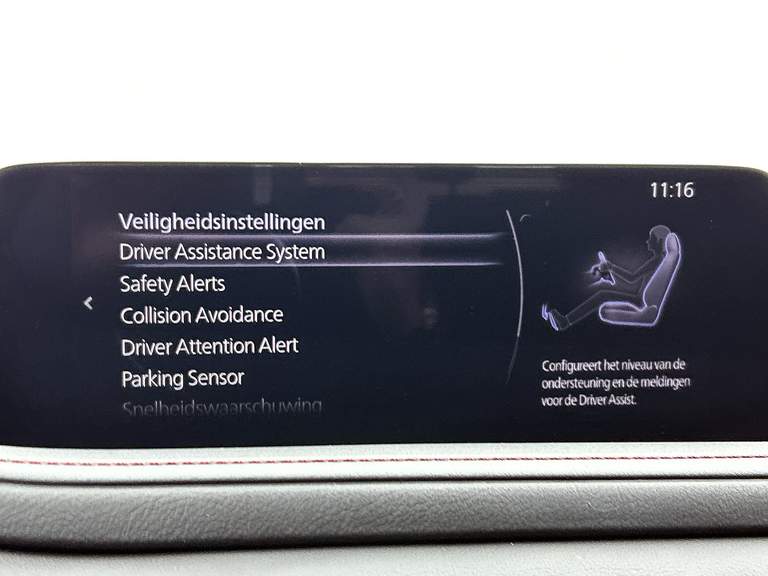 11:16
Veiligheidsinstellingen
Driver Assistance System
Safety Alerts
Collision Avoidance
Driver Attention Alert
Parking Sensor
Snelheidswaarschuwing
Configureert het niveau van de
ondersteuning en de meldingen
voor de Driver Assist.